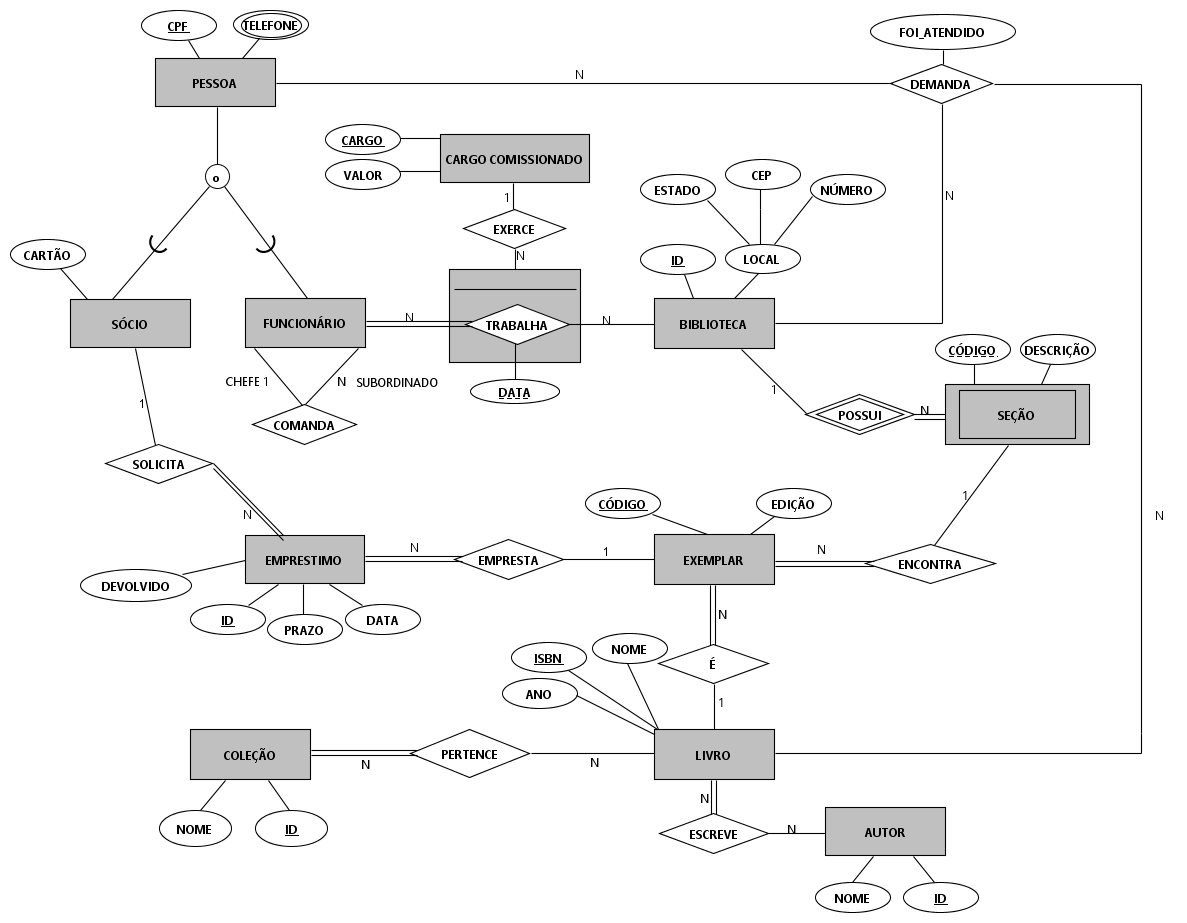 CPF
TELEFONE
FOI_ATENDIDO
PESSOA
N
DEMANDA
CARGO
CARGO COMISSIONADO
VALOR
o
1
EXERCE
N
ESTADO
CEP
NÚMERO
N
CARTÃO
ID
LOCAL
SÓCIO
FUNCIONÁRIO
N
TRABALHA
N
BIBLIOTECA
CHEFE 1
N
SUBORDINADO
DATA
CÓDIGO
DESCRIÇÃO
1
COMANDA
1
POSSUI
N
SEÇÃO
SOLICITA
N
CÓDIGO
EDIÇÃO
1
N
EMPRESTIMO
N
EMPRESTA
1
EXEMPLAR
N
ENCONTRA
DEVOLVIDO
ID
PRAZO
DATA
N
ISBN
NOME
É
ANO
1
COLEÇÃO
N
PERTENCE
N
LIVRO
NOME
ID
N
ESCREVE
N
AUTOR
NOME
ID